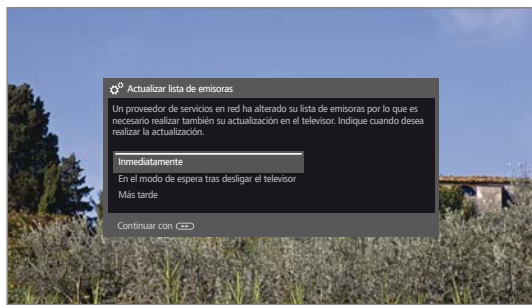 Actualizar lista de emisoras
Un proveedor de servicios en red ha alterado su lista de emisoras por lo que es
necesario realizar también su actualización en el televisor. Indique cuando desea
realizar la actualización.
Inmediatamente
En el modo de espera tras desligar el televisor
Más tarde
Continuar con